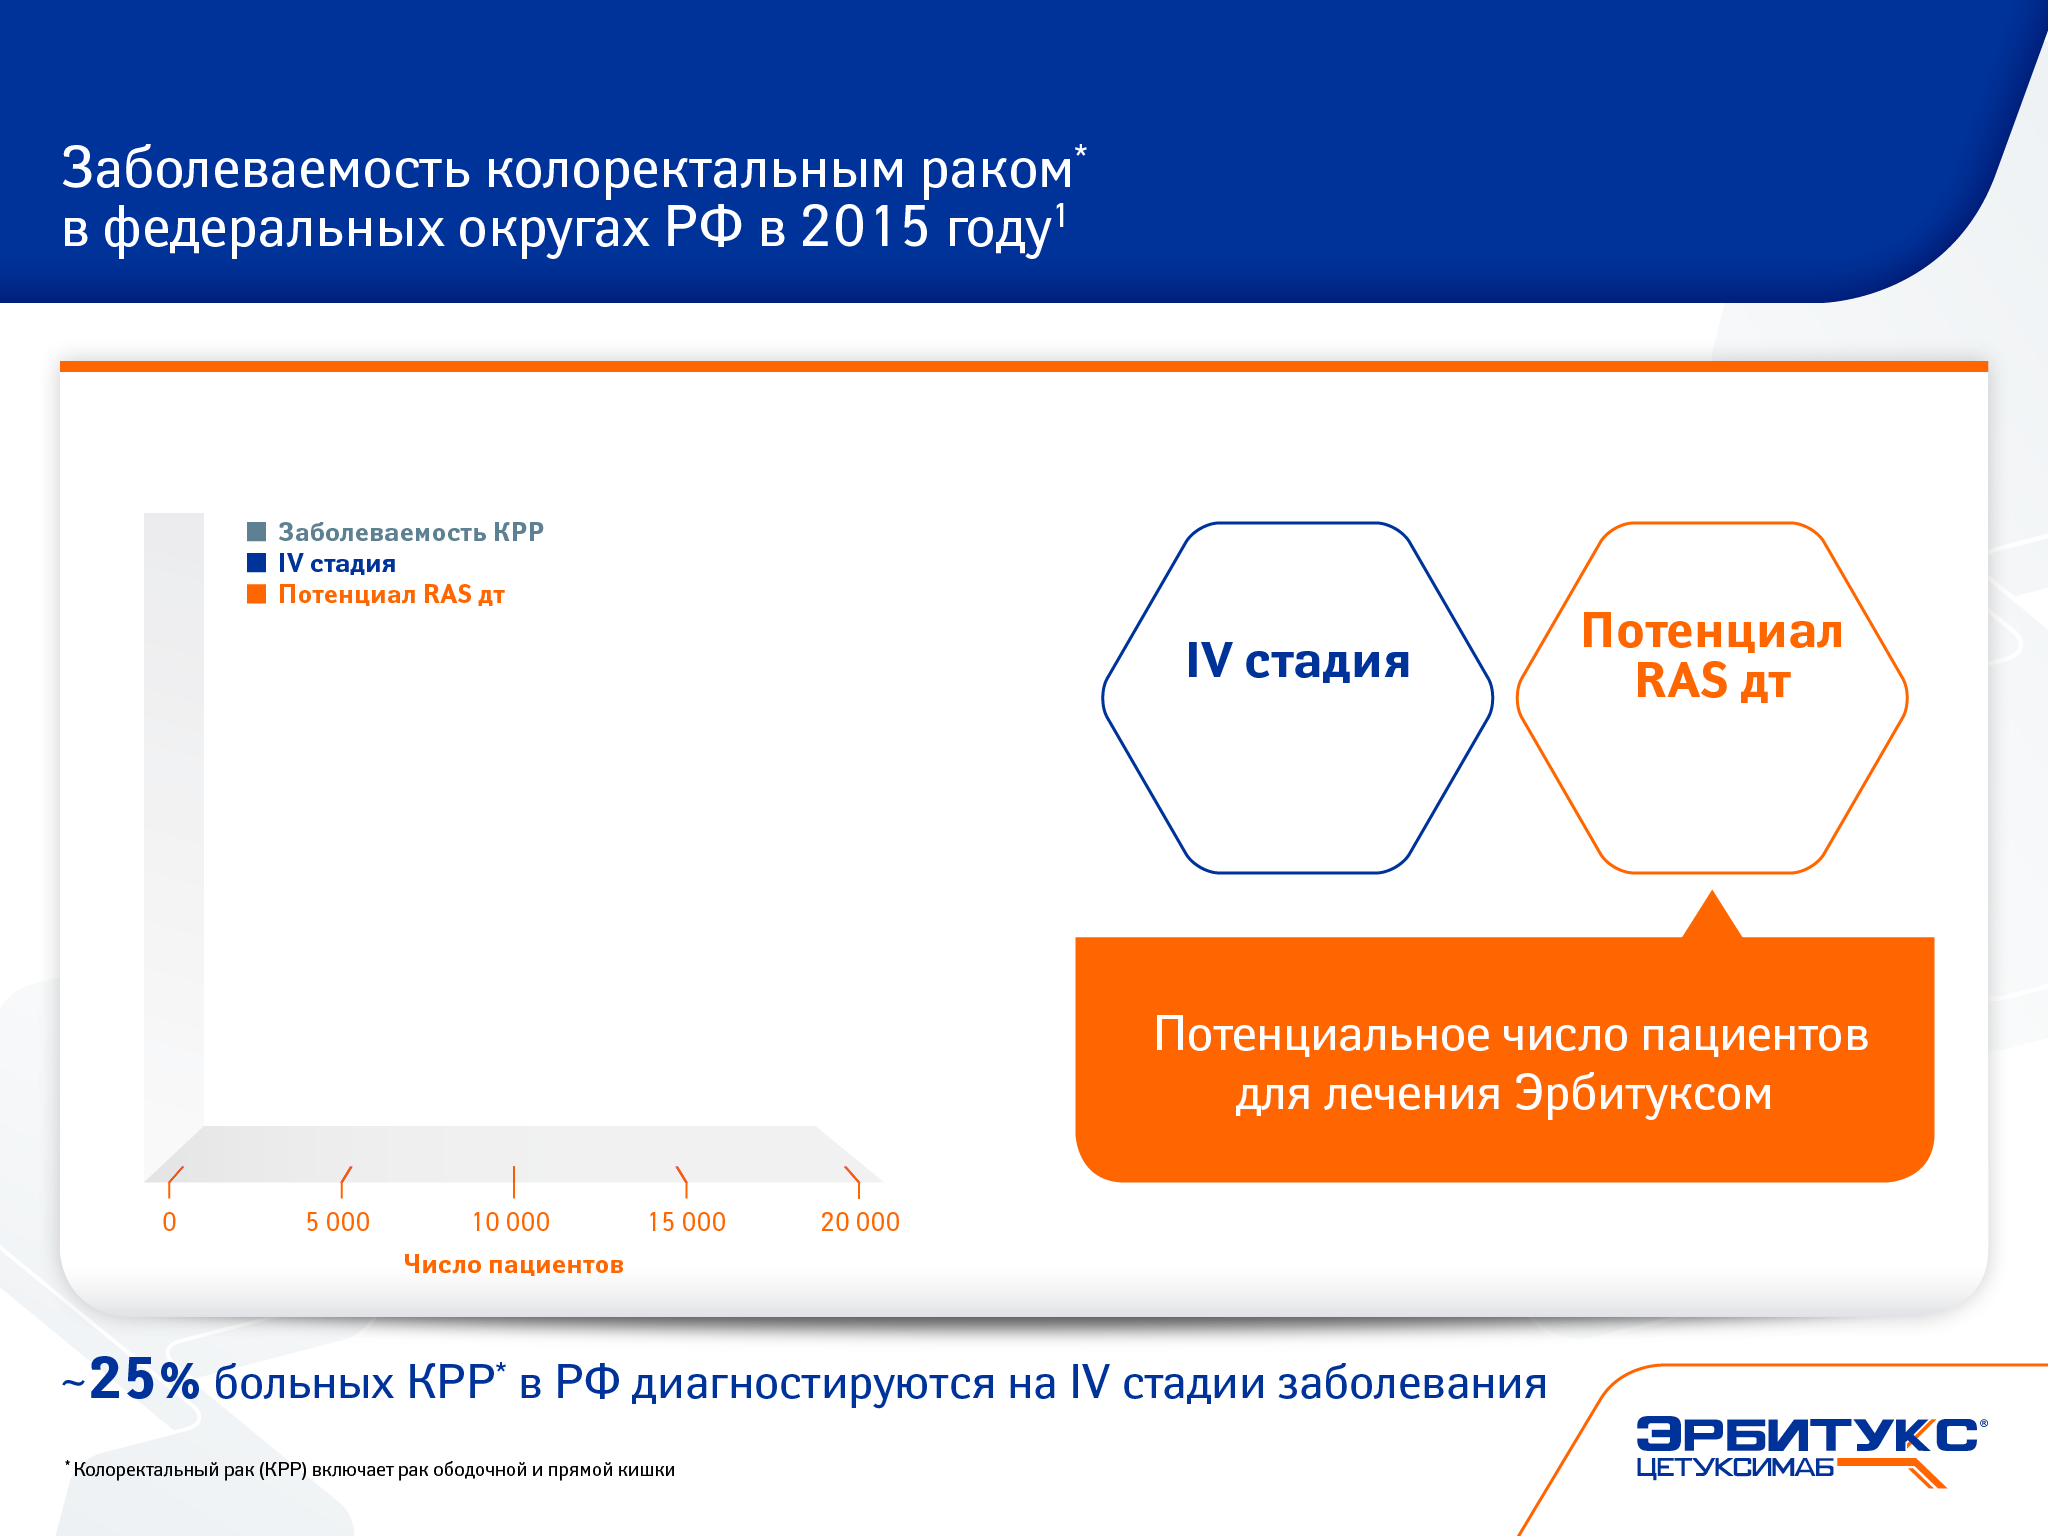 Заболеваемость колоректальным раком*
в федеральных округах РФ в 2015 году¹
Заболеваемость КРР
IV стадия
Потенциал RAS дт
0
5 000
10 000
15 000
20 000
Число пациентов
IV стадия
Потенциал
RAS дт
Потенциальное число пациентов
для лечения Эрбитуксом
~25% больных КРР* в РФ диагностируются на IV стадии заболевания
* Колоректальный рак (КРР) включает рак ободочной и прямой кишки
ЭРБИТУКС®
ЦЕТУКСИМАБ